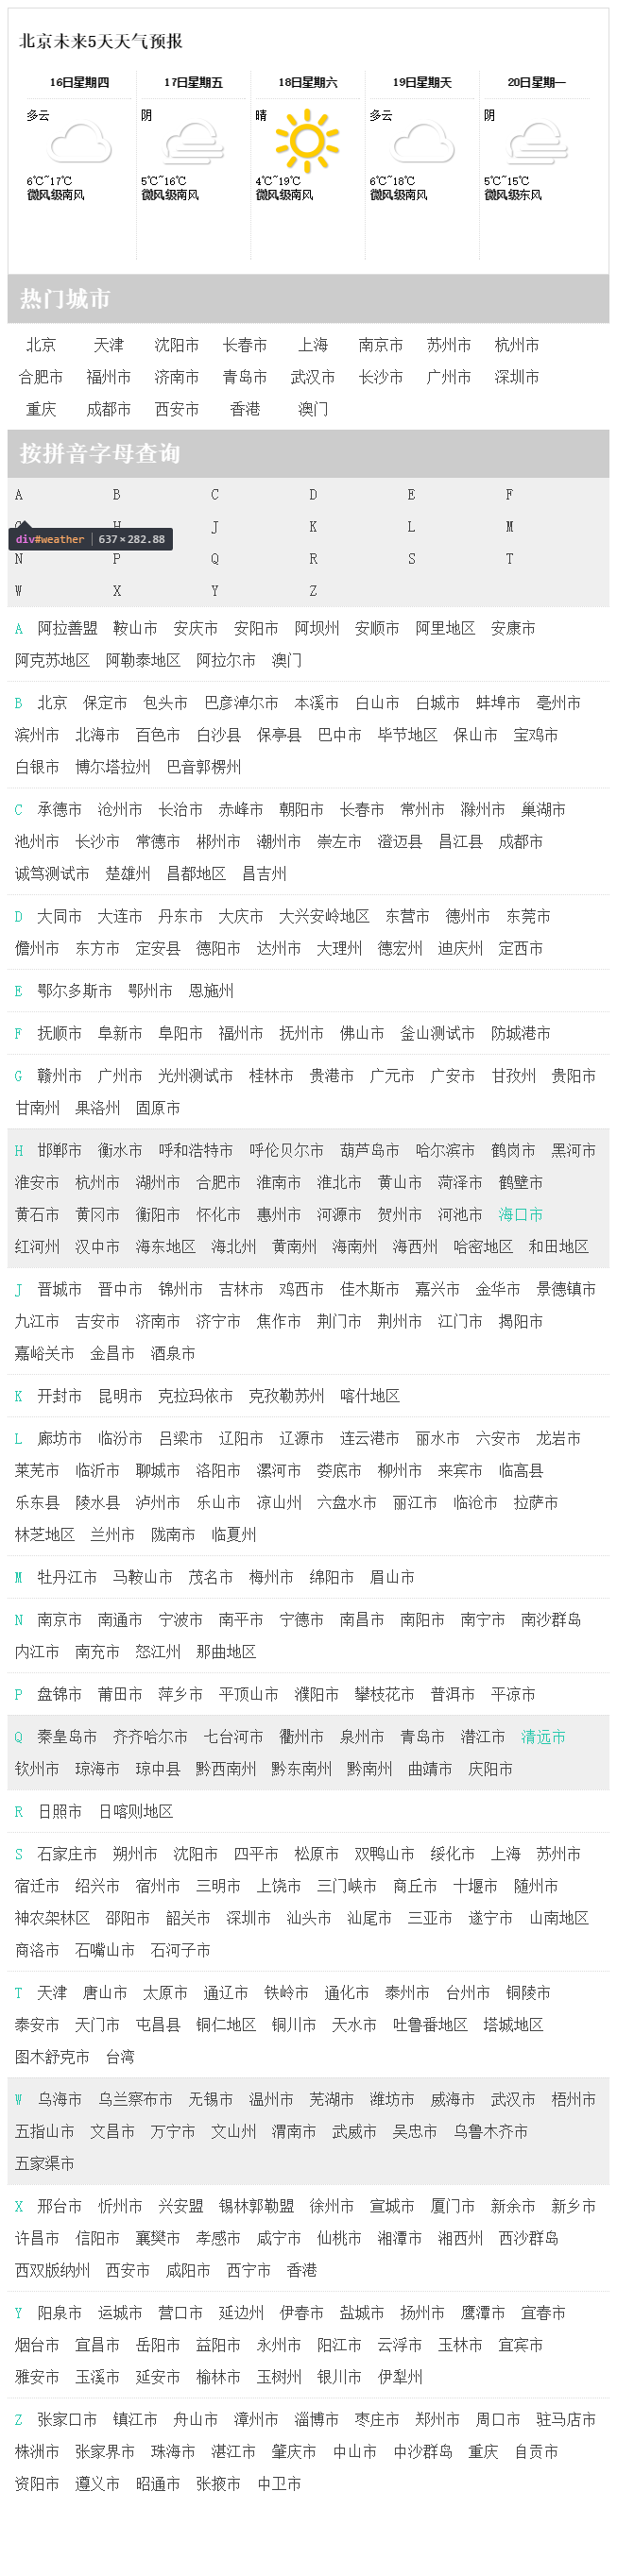 北京未来5天天气预报
16日星期四 17日星期五 18日星期六 19日星期天 20日星期一
多云 阴 晴 多云 阴
6℃~17℃ 5℃~16℃ 4℃~19℃ 6℃~18℃ 5℃~15℃
微风级南风 微风级南风 微风级南风 微风级南风 微风级东风
热门城市
北京 天津 沈阳市 长春市 上海 南京市 苏州市 杭州市
合肥市 福州市 济南市 青岛市 武汉市 长沙市 广州市 深圳市
重庆 成都市 西安市 香港 澳门
按拼音字母查询
A B C D E F
H J K L M
div#weather 637×282.88
N P Q R S T
W X Y Z
A 阿拉善盟 鞍山市 安庆市 安阳市 阿坝州 安顺市 阿里地区 安康市
阿克苏地区 阿勒泰地区 阿拉尔市 澳门
B 北京 保定市 包头市 巴彦淖尔市 本溪市 白山市 白城市 蚌埠市 亳州市
滨州市 北海市 百色市 白沙县 保亭县 巴中市 毕节地区 保山市 宝鸡市
白银市 博尔塔拉州 巴音郭楞州
C 承德市 沧州市 长治市 赤峰市 朝阳市 长春市 常州市 滁州市 巢湖市
池州市 长沙市 常德市 郴州市 潮州市 崇左市 澄迈县 昌江县 成都市
诚笃测试市 楚雄州 昌都地区 昌吉州
D 大同市 大连市 丹东市 大庆市 大兴安岭地区 东营市 德州市 东莞市
儋州市 东方市 定安县 德阳市 达州市 大理州 德宏州 迪庆州 定西市
E 鄂尔多斯市 鄂州市 恩施州
F 抚顺市 阜新市 阜阳市 福州市 抚州市 佛山市 釜山测试市 防城港市
G 赣州市 广州市 光州测试市 桂林市 贵港市 广元市 广安市 甘孜州 贵阳市
甘南州 果洛州 固原市
H 邯郸市 衡水市 呼和浩特市 呼伦贝尔市 葫芦岛市 哈尔滨市 鹤岗市 黑河市
淮安市 杭州市 湖州市 合肥市 淮南市 淮北市 黄山市 菏泽市 鹤壁市
黄石市 黄冈市 衡阳市 怀化市 惠州市 河源市 贺州市 河池市 海口市
红河州 汉中市 海东地区 海北州 黄南州 海南州 海西州 哈密地区 和田地区
J 晋城市 晋中市 锦州市 吉林市 鸡西市 佳木斯市 嘉兴市 金华市 景德镇市
九江市 吉安市 济南市 济宁市 焦作市 荆门市 荆州市 江门市 揭阳市
嘉峪关市 金昌市 酒泉市
K 开封市 昆明市 克拉玛依市 克孜勒苏州 喀什地区
L 廊坊市 临汾市 吕梁市 辽阳市 辽源市 连云港市 丽水市 六安市 龙岩市
莱芜市 临沂市 聊城市 洛阳市 漯河市 娄底市 柳州市 来宾市 临高县
乐东县 陵水县 泸州市 乐山市 凉山州 六盘水市 丽江市 临沧市 拉萨市
林芝地区 兰州市 陇南市 临夏州
M 牡丹江市 马鞍山市 茂名市 梅州市 绵阳市 眉山市
N 南京市 南通市 宁波市 南平市 宁德市 南昌市 南阳市 南宁市 南沙群岛
内江市 南充市 怒江州 那曲地区
P 盘锦市 莆田市 萍乡市 平顶山市 濮阳市 攀枝花市 普洱市 平凉市
Q 秦皇岛市 齐齐哈尔市 七台河市 衢州市 泉州市 青岛市 潜江市 清远市
钦州市 琼海市 琼中县 黔西南州 黔东南州 黔南州 曲靖市 庆阳市
R 日照市 日喀则地区
S 石家庄市 朔州市 沈阳市 四平市 松原市 双鸭山市 绥化市 上海 苏州市
宿迁市 绍兴市 宿州市 三明市 上饶市 三门峡市 商丘市 十堰市 随州市
神农架林区 邵阳市 韶关市 深圳市 汕头市 汕尾市 三亚市 遂宁市 山南地区
商洛市 石嘴山市 石河子市
T 天津 唐山市 太原市 通辽市 铁岭市 通化市 泰州市 台州市 铜陵市
泰安市 天门市 屯昌县 铜仁地区 铜川市 天水市 吐鲁番地区 塔城地区
图木舒克市 台湾
W 乌海市 乌兰察布市 无锡市 温州市 芜湖市 潍坊市 威海市 武汉市 梧州市
五指山市 文昌市 万宁市 文山州 渭南市 武威市 吴忠市 乌鲁木齐市
五家渠市
X 邢台市 忻州市 兴安盟 锡林郭勒盟 徐州市 宣城市 厦门市 新余市 新乡市
许昌市 信阳市 襄樊市 孝感市 咸宁市 仙桃市 湘潭市 湘西州 西沙群岛
西双版纳州 西安市 咸阳市 西宁市 香港
Y 阳泉市 运城市 营口市 延边州 伊春市 盐城市 扬州市 鹰潭市 宜春市
烟台市 宜昌市 岳阳市 益阳市 永州市 阳江市 云浮市 玉林市 宜宾市
雅安市 玉溪市 延安市 榆林市 玉树州 银川市 伊犁州
Z 张家口市 镇江市 舟山市 漳州市 淄博市 枣庄市 郑州市 周口市 驻马店市
株洲市 张家界市 珠海市 湛江市 肇庆市 中山市 中沙群岛 重庆 自贡市
资阳市 遵义市 昭通市 张掖市 中卫市